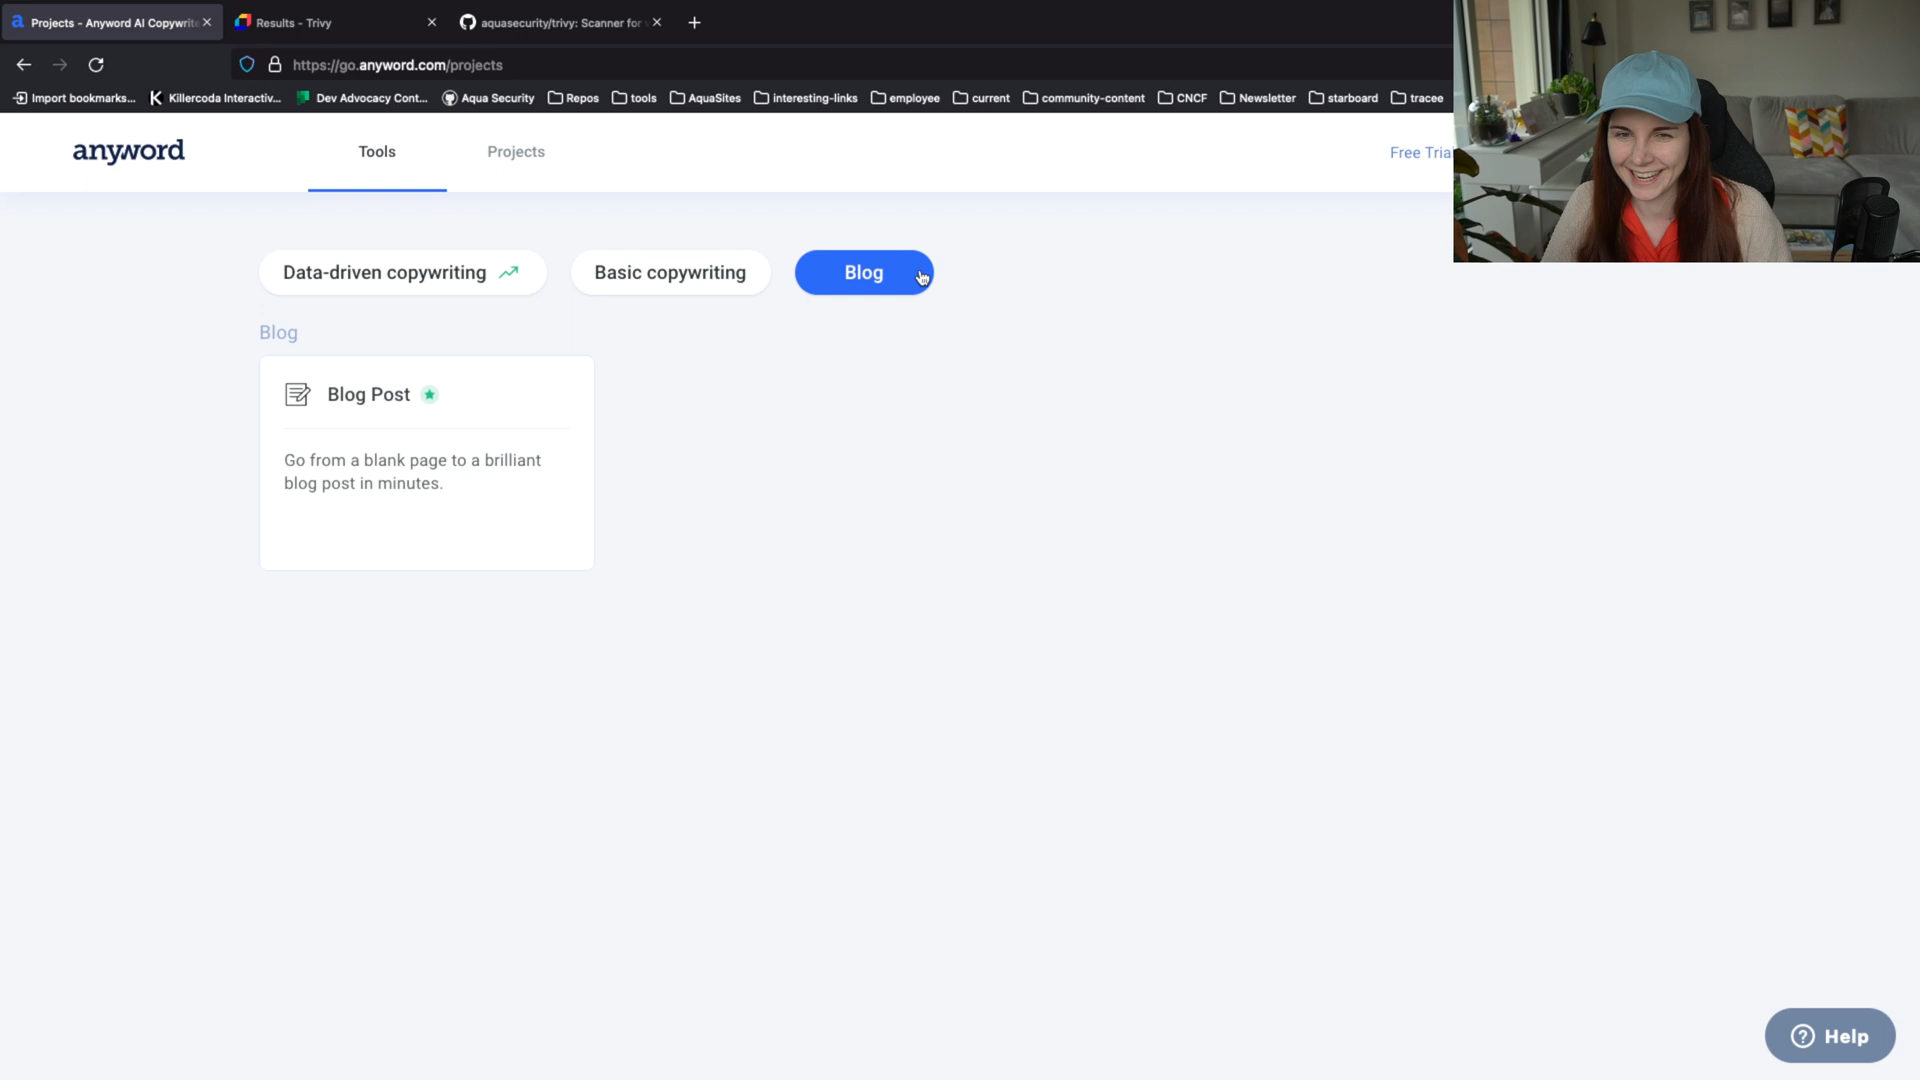 Projects - Anyword AI Copywrite
Results - Trivy
aquasecurity/trivy: Scanner for
https://go.anyword.com/projects
Import bookmarks...
Killercoda Interactiv...
Dev Advocacy Cont...
Aqua Security
Repos
tools
AquaSites
interesting-links
employee
current
community-content
CNCF
Newsletter
starboard
tracee
anyword
Tools
Projects
Free Tria
Data-driven copywriting
Basic copywriting
Blog
Blog
Blog Post
Go from a blank page to a brilliant
blog post in minutes.
? Help